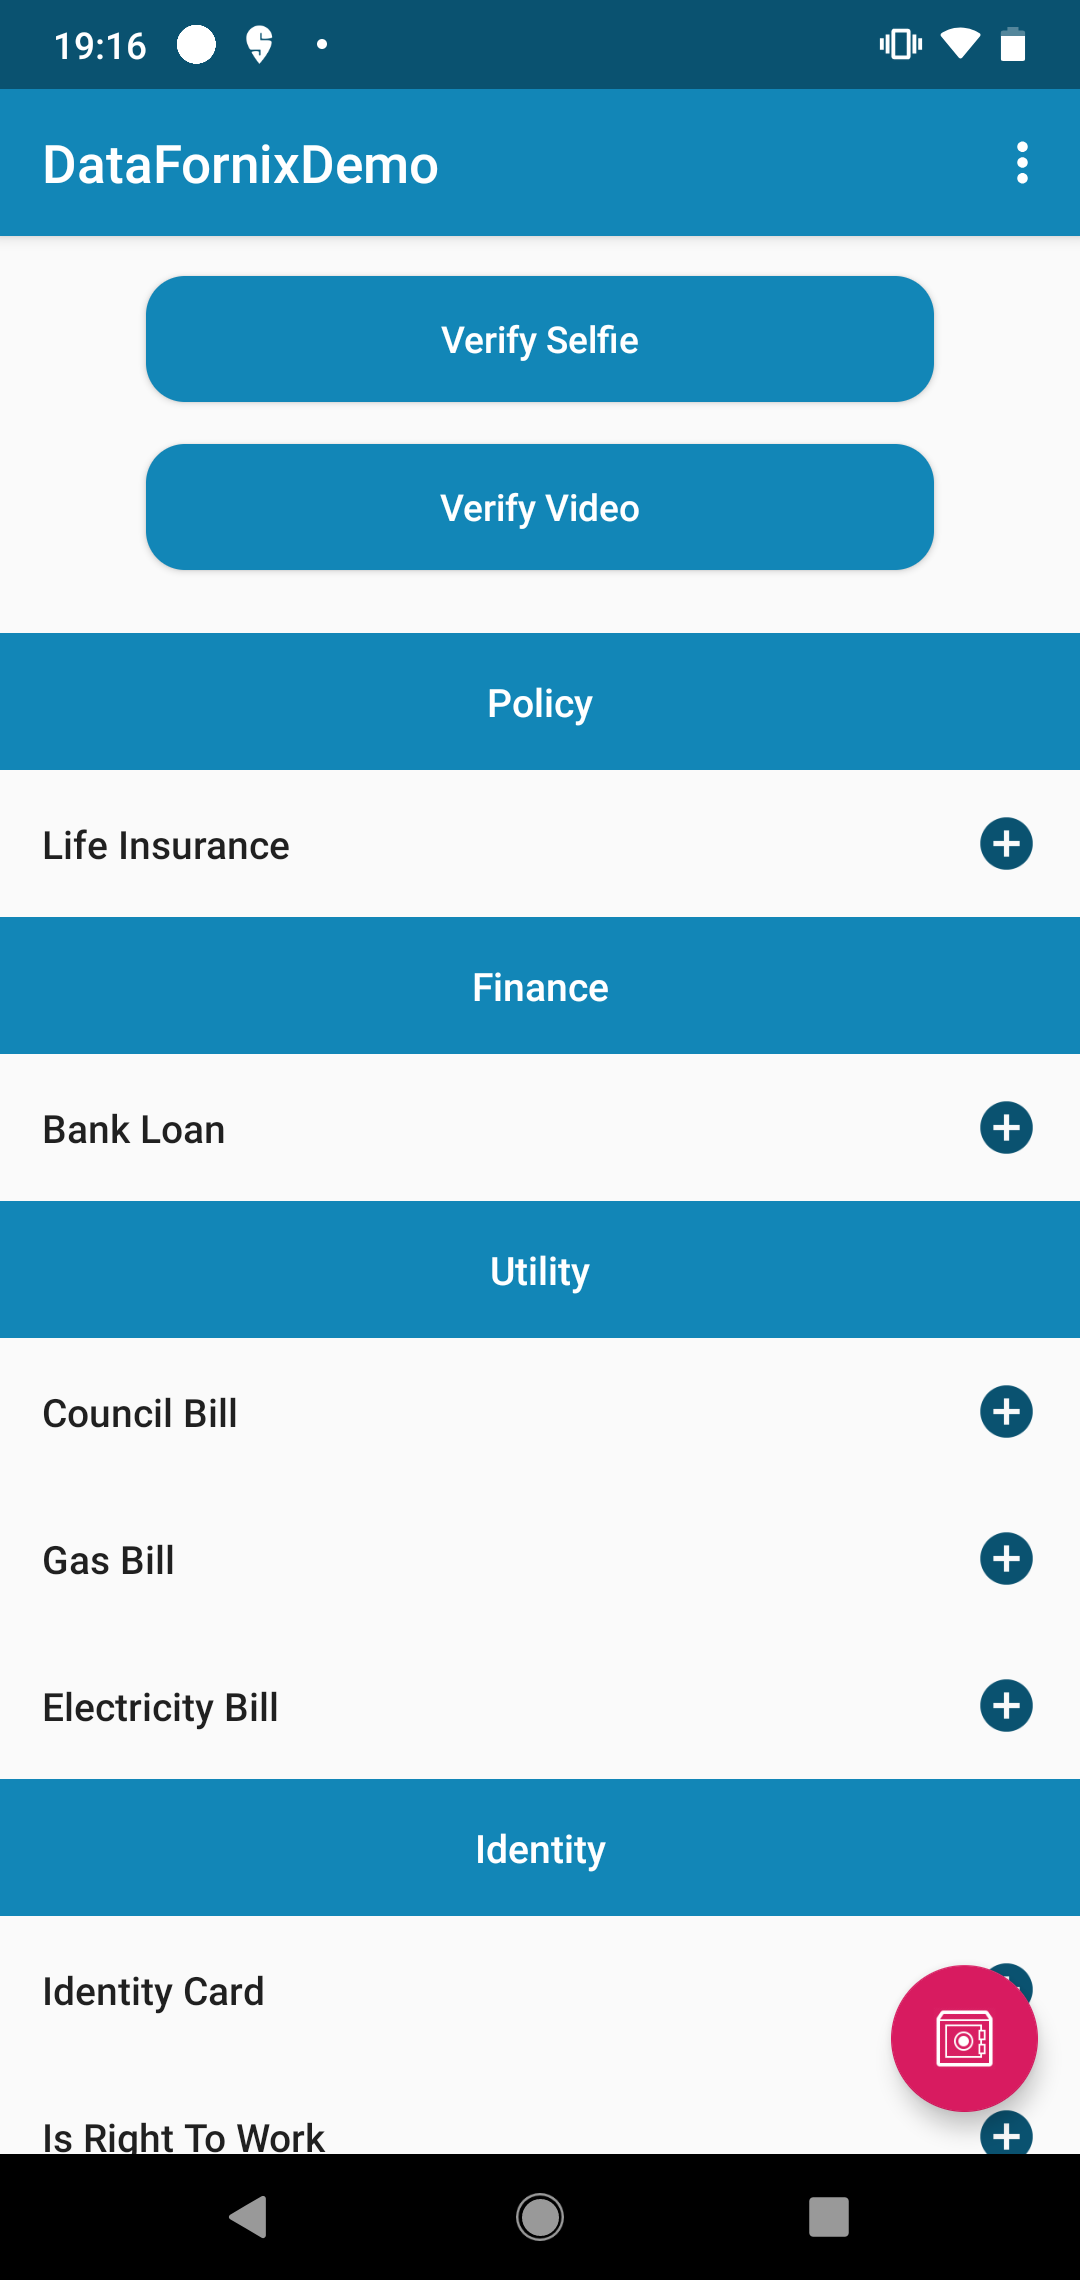 19:16
DataFornixDemo
Verify Selfie
Verify Video
Policy
Life Insurance
Finance
Bank Loan
Utility
Council Bill
Gas Bill
Electricity Bill
Identity
Identity Card
Is Right To Work